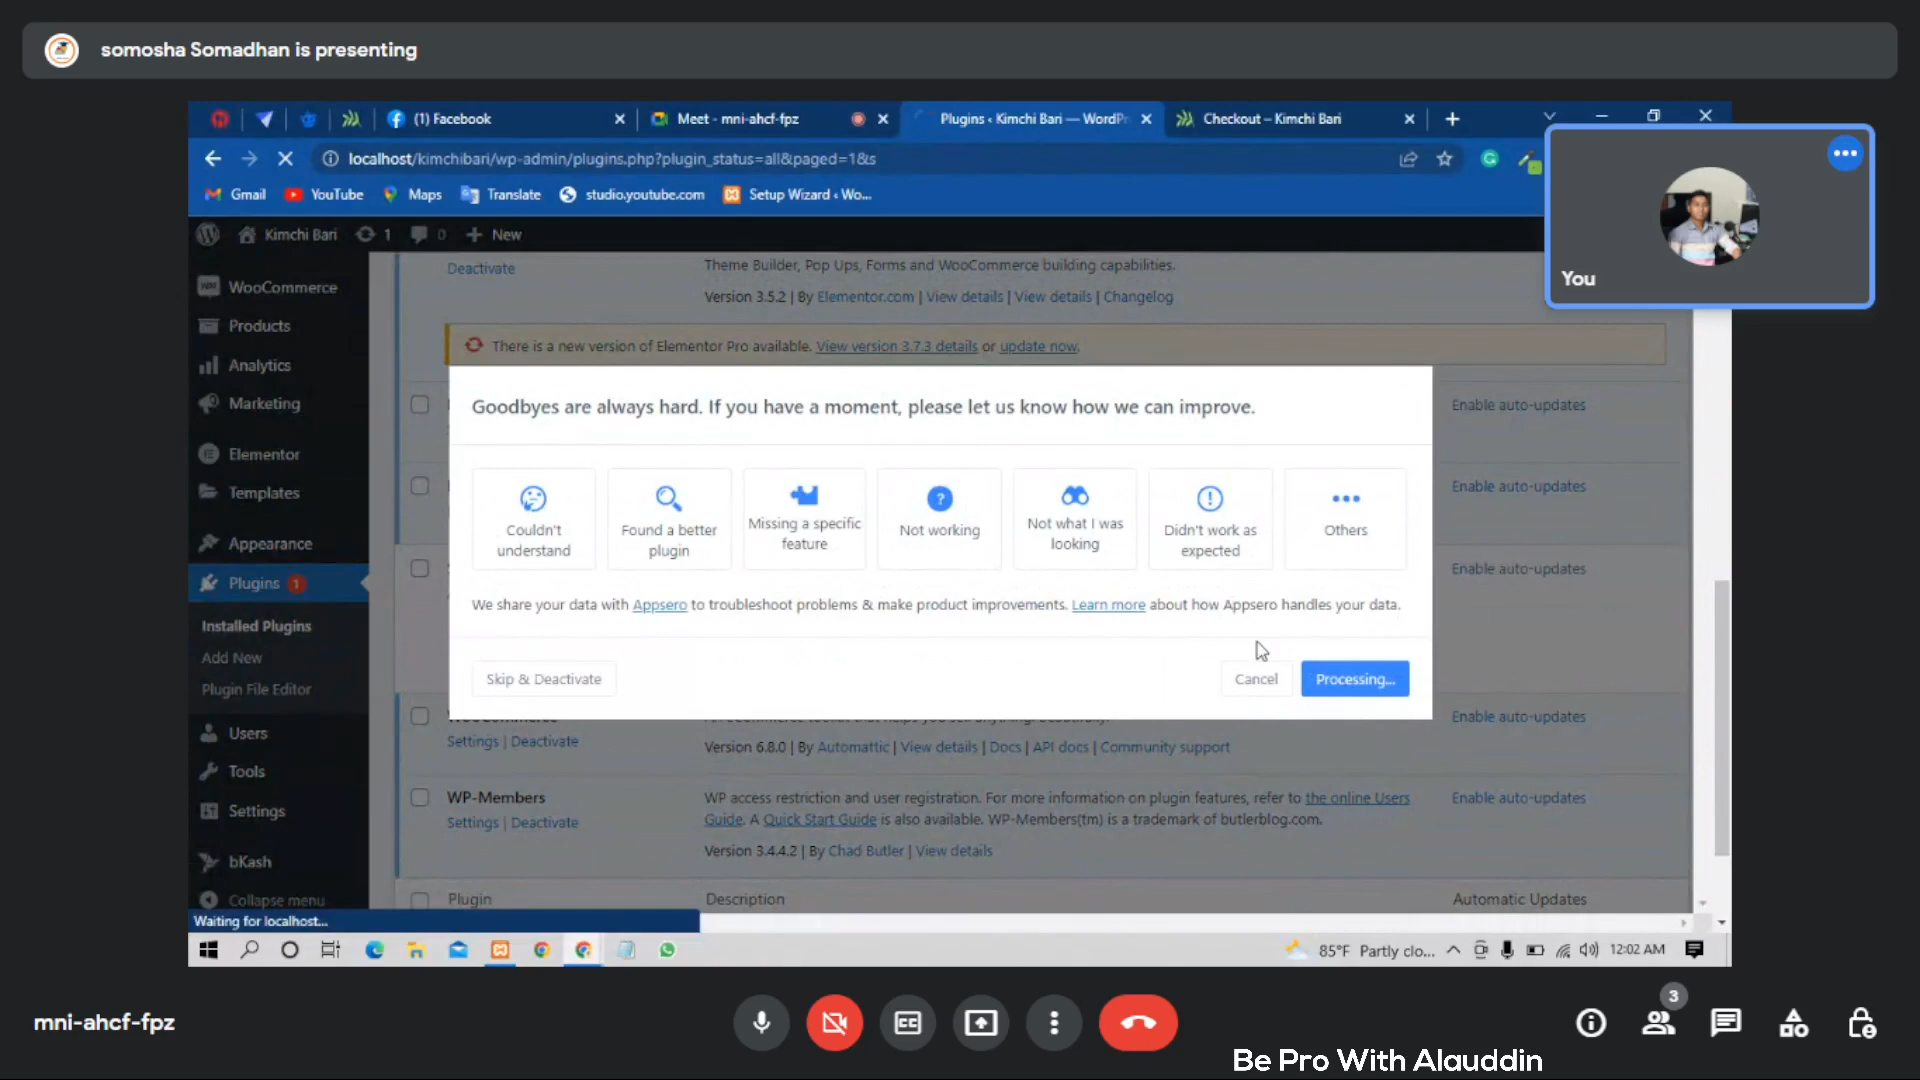 somosha Somadhan is presenting
(1) Facebook
Meet - mni-ahcf-fpz
Plugins ‹ Kimchi Bari — WordPr
Checkout – Kimchi Bari
localhost/kimchibari/wp-admin/plugins.php?plugin_status=all&paged=1&s
Gmail
YouTube
Maps
Translate
studio.youtube.com
Setup Wizard ‹ Wo...
Kimchi Bari
1
0
New
You
WooCommerce
Products
Analytics
Marketing
Elementor
Templates
Appearance
Plugins 1
Installed Plugins
Add New
Plugin File Editor
Users
Tools
Settings
bKash
Collapse menu
Deactivate
Theme Builder, Pop Ups, Forms and WooCommerce building capabilities.
Version 3.5.2 | By Elementor.com | View details | View details | Changelog
There is a new version of Elementor Pro available. View version 3.7.3 details or update now.
Enable auto-updates
Enable auto-updates
Enable auto-updates
Goodbyes are always hard. If you have a moment, please let us know how we can improve.
Couldn't
understand
Found a better
plugin
Missing a specific
feature
Not working
Not what I was
looking
Didn't work as
expected
Others
We share your data with Appsero to troubleshoot problems & make product improvements. Learn more about how Appsero handles your data.
Skip & Deactivate
Cancel
Processing...
Enable auto-updates
Settings | Deactivate
Version 6.8.0 | By Automattic | View details | Docs | API docs | Community support
WP-Members
WP access restriction and user registration. For more information on plugin features, refer to the online Users
Guide. A Quick Start Guide is also available. WP-Members(tm) is a trademark of butlerblog.com.
Enable auto-updates
Settings | Deactivate
Version 3.4.4.2 | By Chad Butler | View details
Plugin
Description
Automatic Updates
Waiting for localhost...
85°F Partly clo...
12:02 AM
mni-ahcf-fpz
3
Be Pro With Alauddin